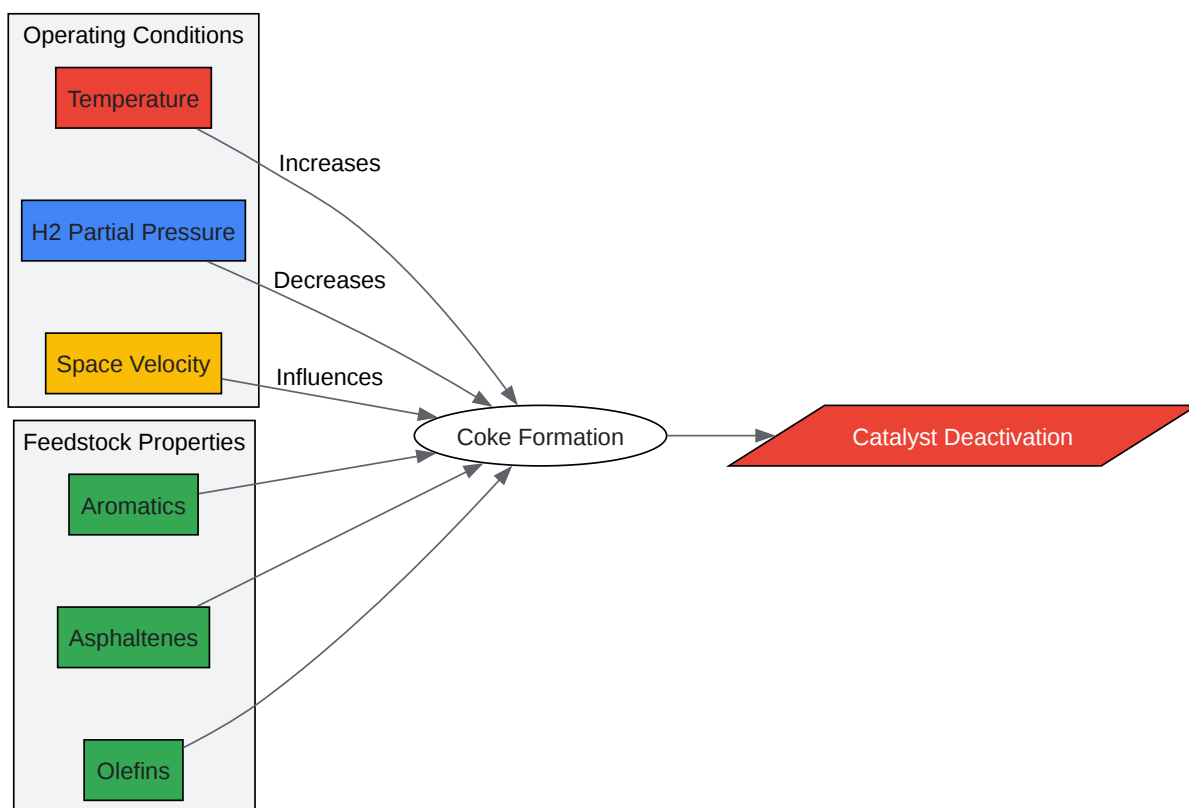 Operating Conditions
Temperature
Increases
H2 Partial Pressure
Decreases
Space Velocity
Influences
Feedstock Properties
Coke Formation
Catalyst Deactivation
Aromatics
Asphaltenes
Olefins